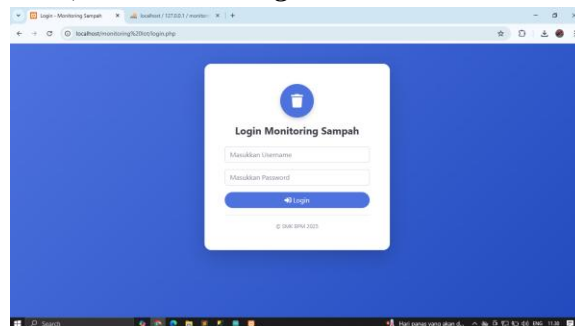 Login - Monitoring Sampah
localhost / 127.0.0.1 / monitori
localhost/monitoring%20iot/login.php
Login Monitoring Sampah
Masukkan Username
Masukkan Password
Login
© SMK BPM 2025
Search
Hari panas yang akan d...
ENG
11:38